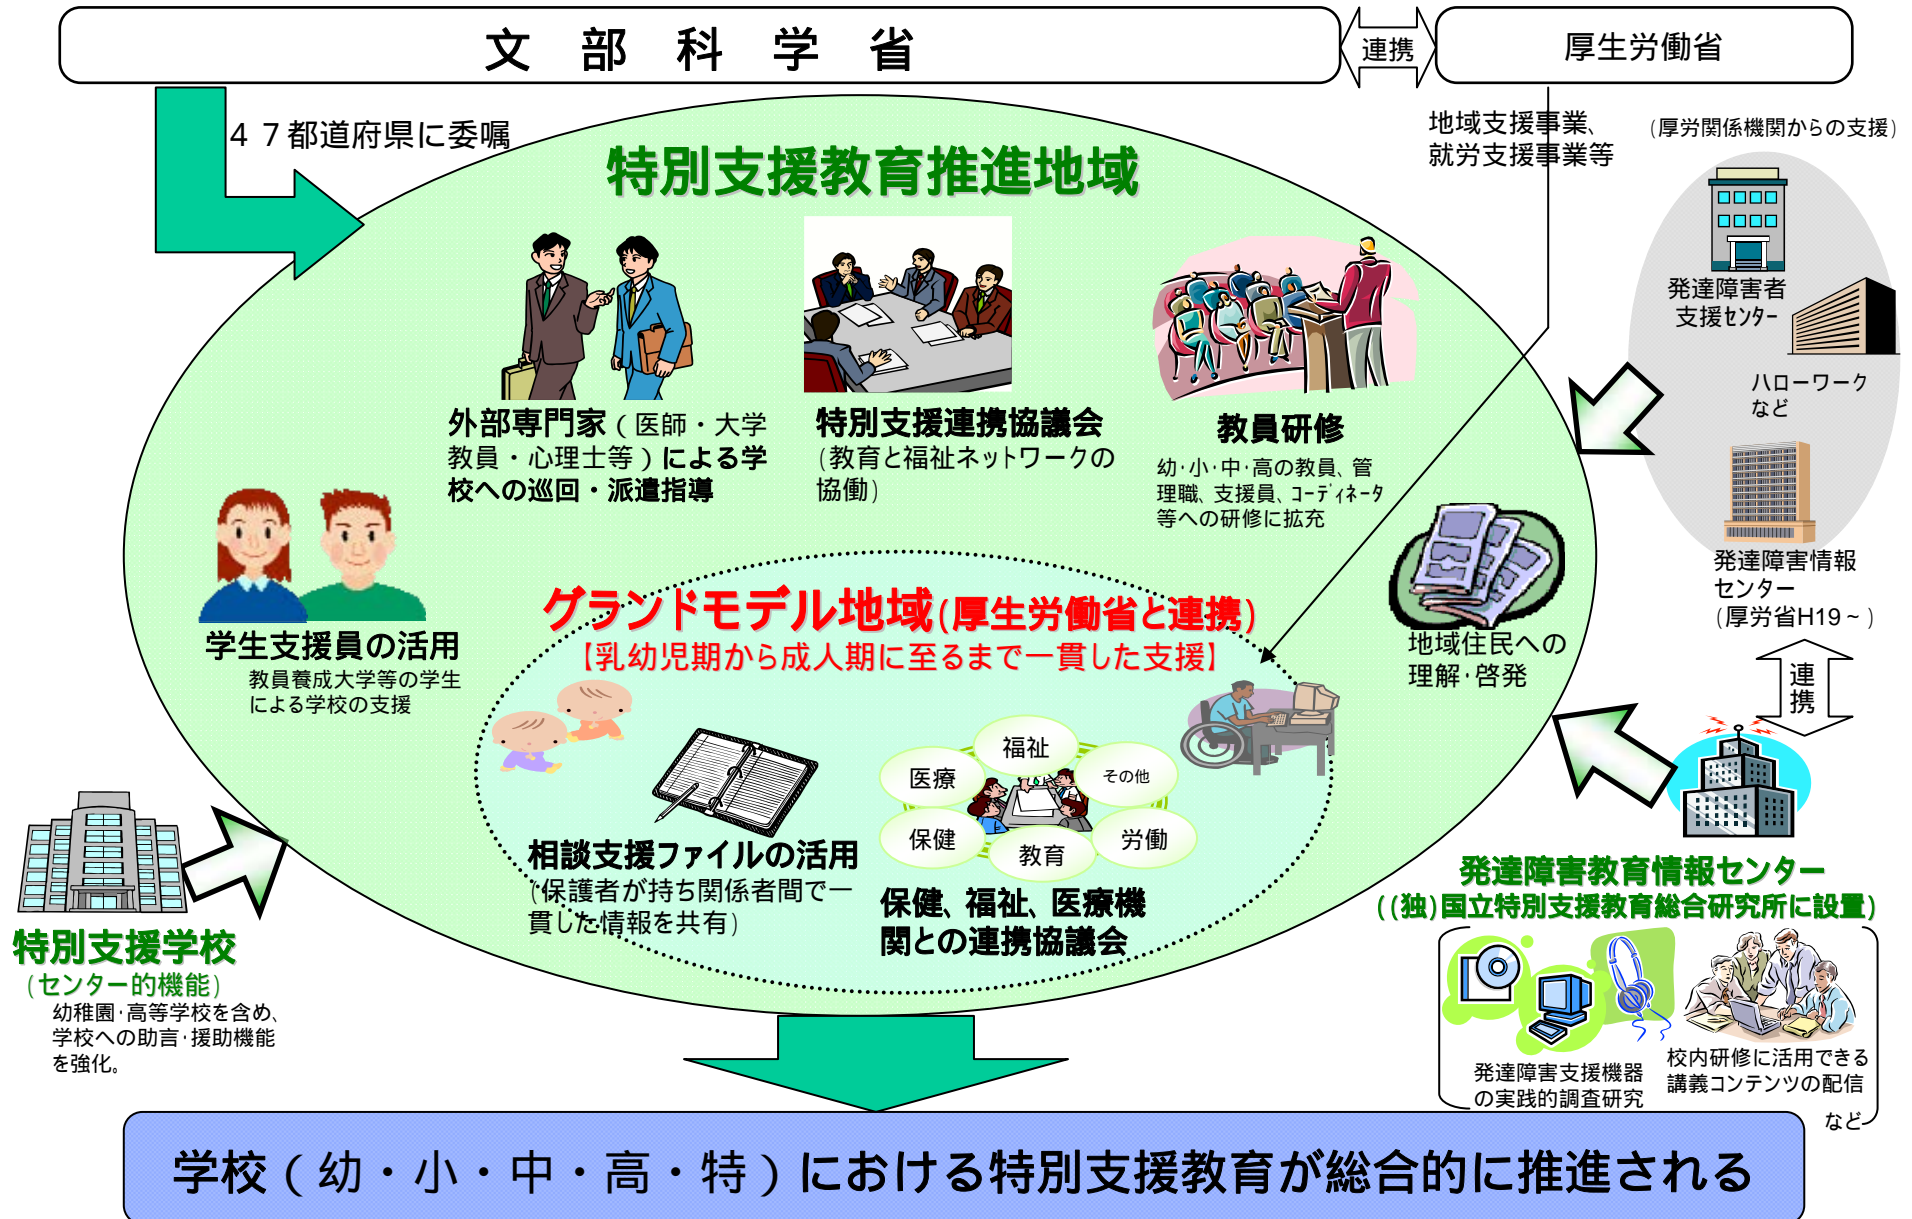 文部科学省
連携
厚生労働省
４７都道府県に委嘱
地域支援事業、
就労支援事業等
(厚労関係機関からの支援)
特別支援教育推進地域
発達障害者
支援センター
ハローワーク
など
発達障害情報
センター
(厚労省H19～)
連携
外部専門家（医師・大学
教員・心理士等）による学
校への巡回・派遣指導
特別支援連携協議会
(教育と福祉ネットワークの
協働)
教員研修
幼・小・中・高の教員、管
理職、支援員、コーディネータ
等への研修に拡充
学生支援員の活用
教員養成大学等の学生
による学校の支援
地域住民への
理解・啓発
グランドモデル地域(厚生労働省と連携)
【乳幼児期から成人期に至るまで一貫した支援】
相談支援ファイルの活用
(保護者が持ち関係者間で一
貫した情報を共有)
福祉
医療
その他
保健
教育
労働
保健、福祉、医療機
関との連携協議会
特別支援学校
(センター的機能)
幼稚園・高等学校を含め、
学校への助言・援助機能
を強化。
発達障害教育情報センター
((独)国立特別支援教育総合研究所に設置)
発達障害支援機器
の実践的調査研究
校内研修に活用できる
講義コンテンツの配信
など
学校（幼・小・中・高・特）における特別支援教育が総合的に推進される